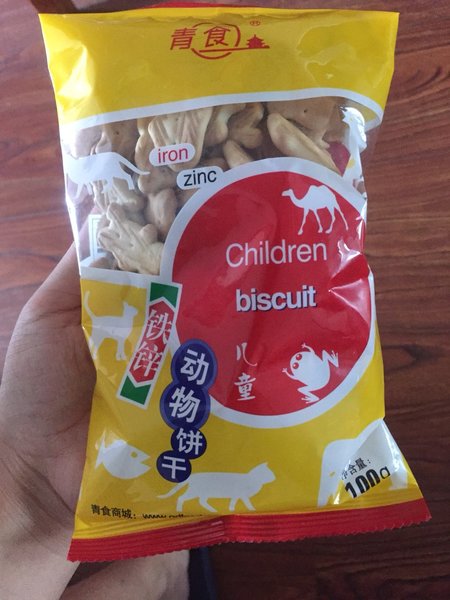 青食®
iron
zinc
Children
biscuit
儿童
铁锌
动物饼干
净含量:
100g
青食商城: